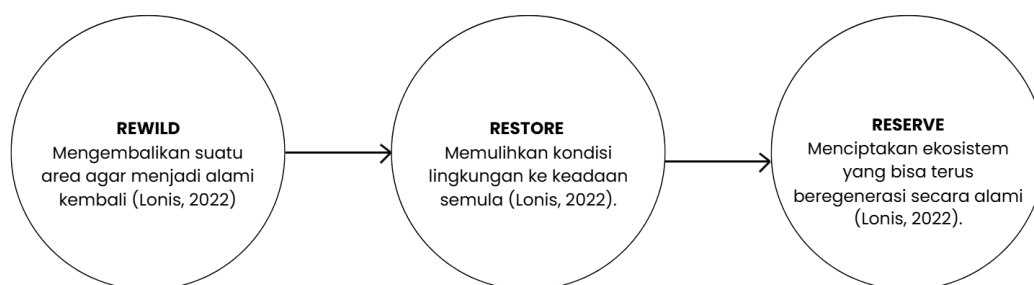 REWILD
Mengembalikan suatu
area agar menjadi alami
kembali (Lonis, 2022)
RESTORE
Memulihkan kondisi
lingkungan ke keadaan
semula (Lonis, 2022).
RESERVE
Menciptakan ekosistem
yang bisa terus
beregenerasi secara alami
(Lonis, 2022).